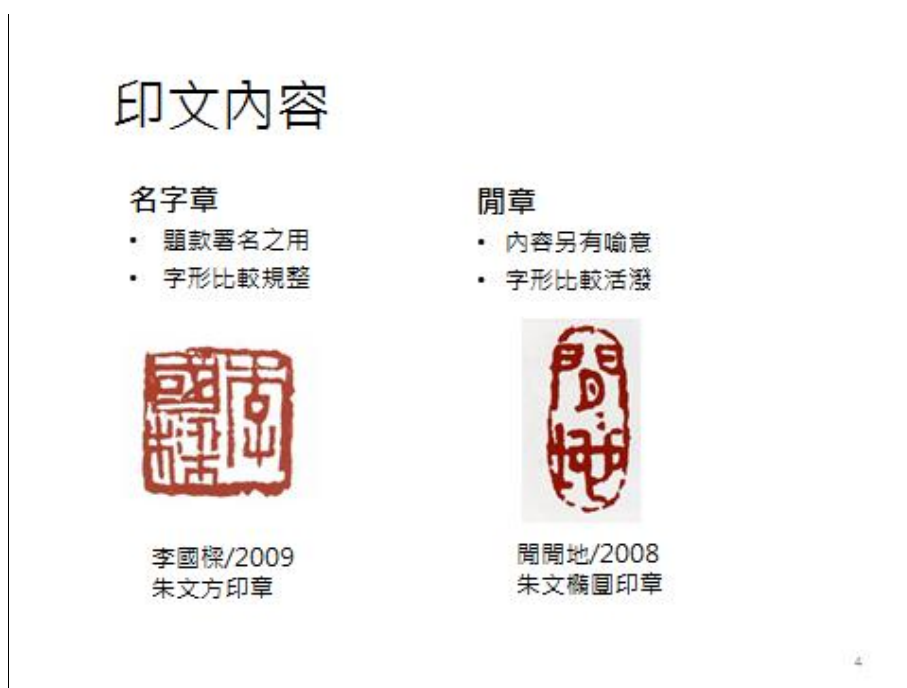 印文內容
名字章
• 題款署名之用
• 字形比較規整
李國樑/2009
朱文方印章
閒章
• 內容另有喻意
• 字形比較活潑
閒閒地/2008
朱文橢圓印章
4